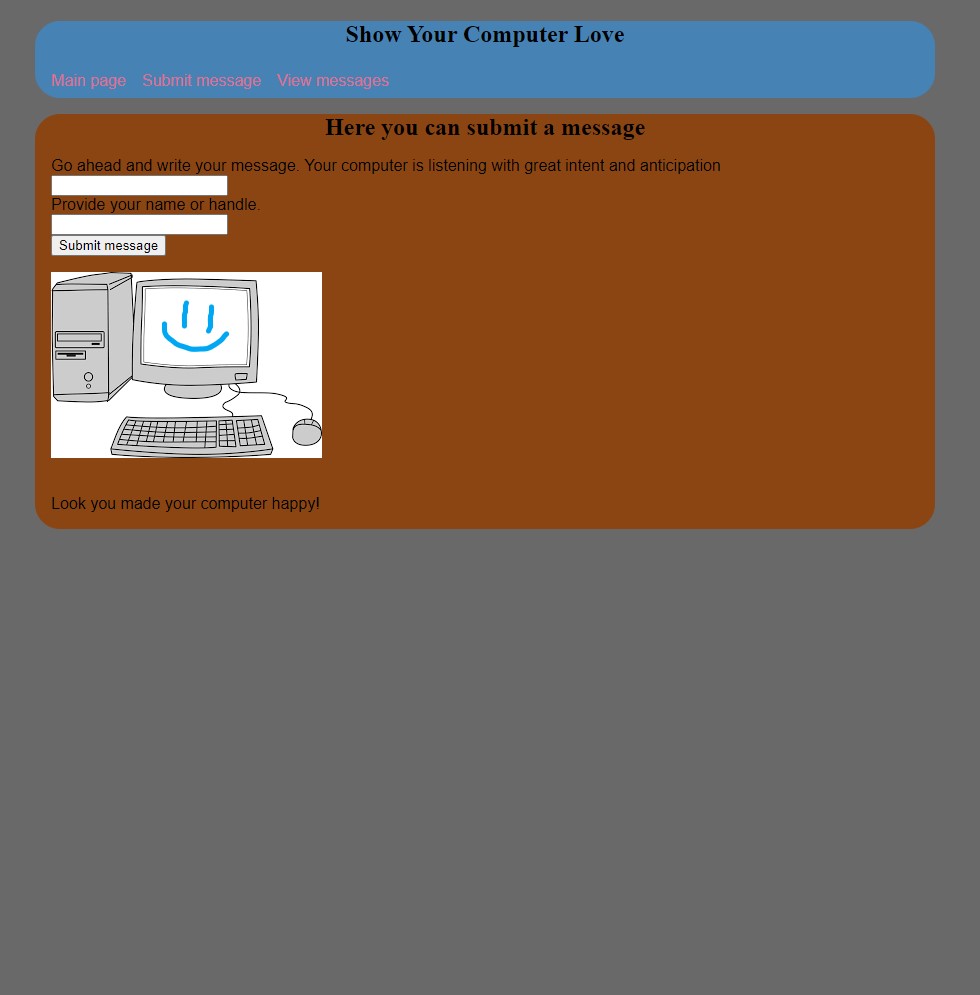 Show Your Computer Love
Main page Submit message View messages
Here you can submit a message
Go ahead and write your message. Your computer is listening with great intent and anticipation
Provide your name or handle.
Submit message
Look you made your computer happy!